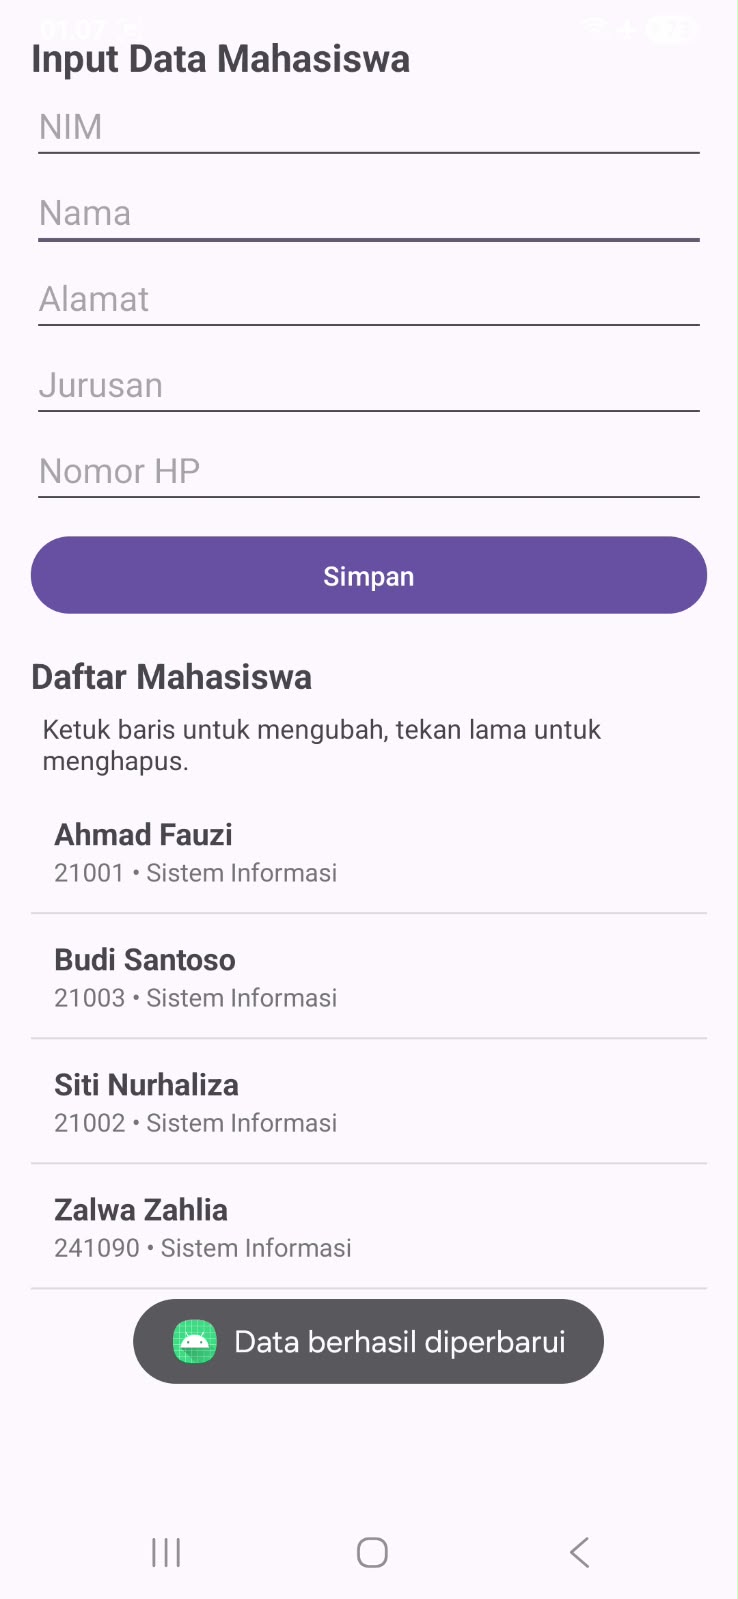 01:07
Input Data Mahasiswa
NIM
Nama
Alamat
Jurusan
Nomor HP
Simpan
Daftar Mahasiswa
Ketuk baris untuk mengubah, tekan lama untuk
menghapus.
Ahmad Fauzi
21001 • Sistem Informasi
Budi Santoso
21003 • Sistem Informasi
Siti Nurhaliza
21002 • Sistem Informasi
Zalwa Zahlia
241090 • Sistem Informasi
Data berhasil diperbarui